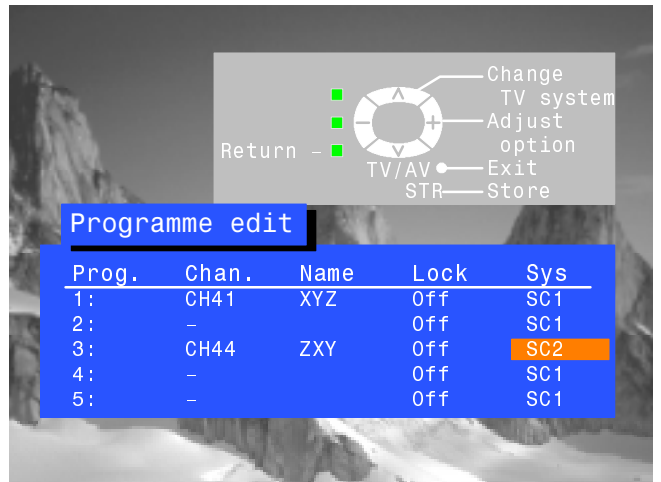 Change
TV system
Adjust
option
Return –
TV/AV Exit
STR Store
Programme edit
Prog. Chan. Name Lock Sys
1: CH41 XYZ Off SC1
2: – Off SC1
3: CH44 ZXY Off SC2
4: – Off SC1
5: – Off SC1